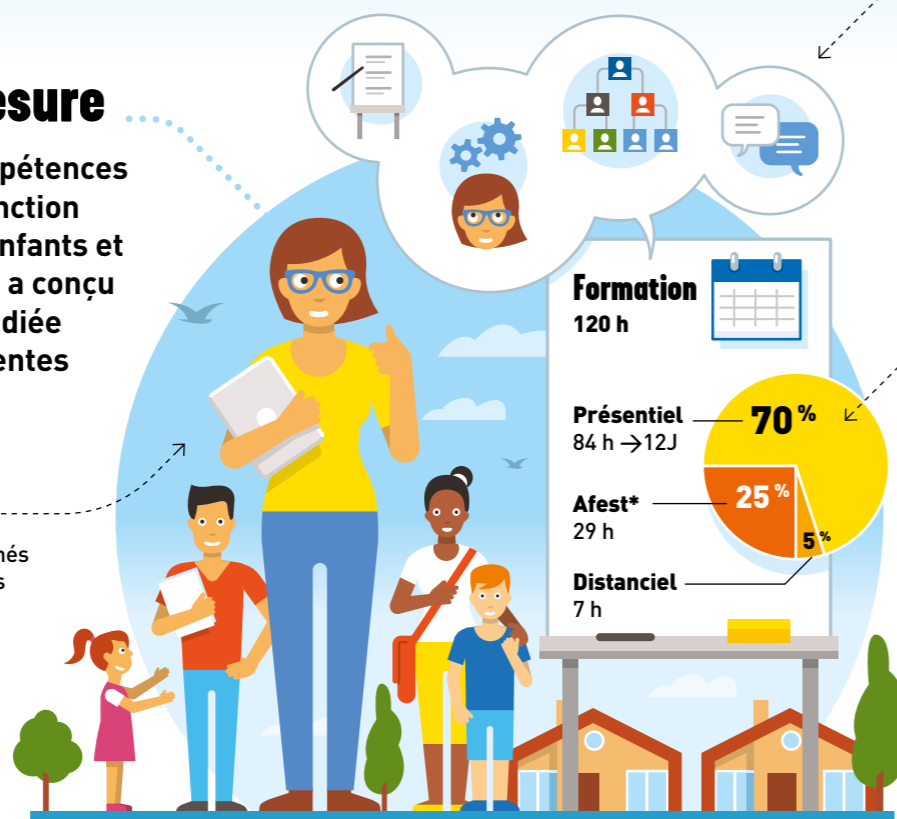 esure
pétences
nction
nfants et
a conçu
diée
entes
nés
s
Formation
120 h
Présentiel
84 h →12J
70 %
Afest*
29 h
25 %
5 %
Distanciel
7 h